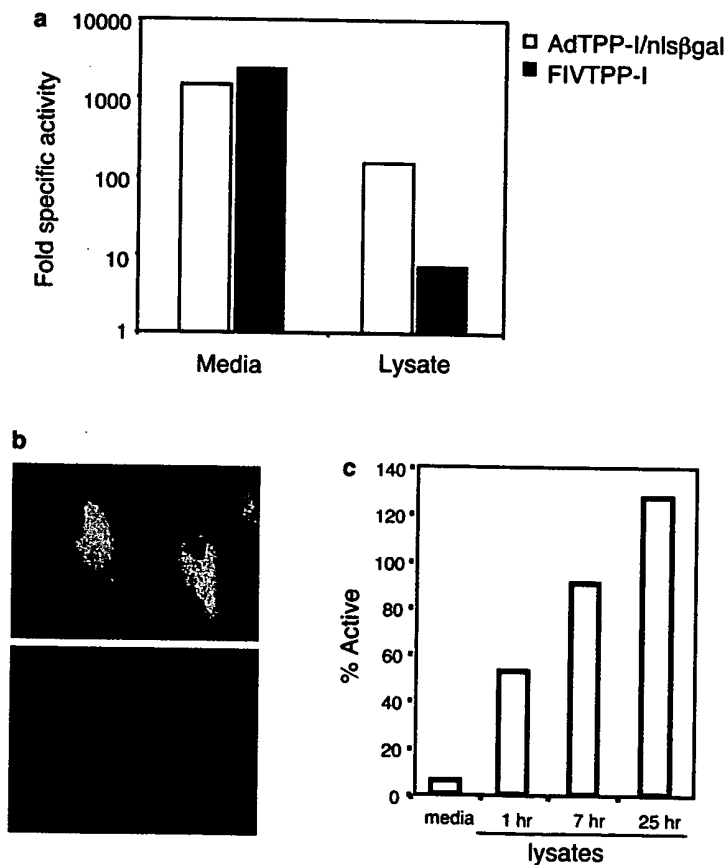 a
10000
1000
100
10
1
Fold specific activity
AdTPP-I/nlsβgal
FIVTPP-I
Media Lysate
b
c
140
120
100
80
60
40
20
0
% Active
media 1 hr 7 hr 25 hr
lysates